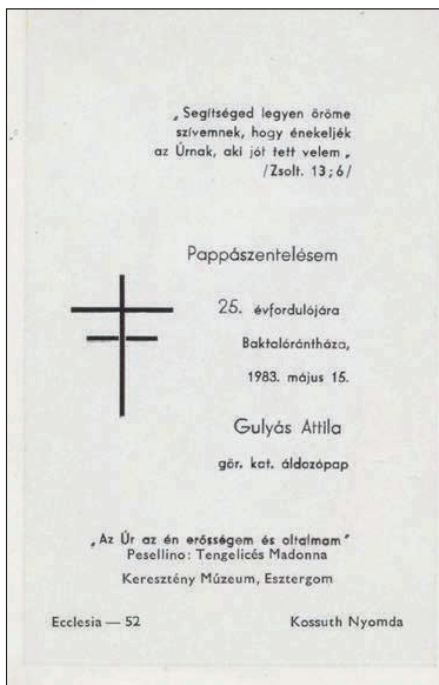 „Segítséged legyen öröme
szívemnek, hogy énekeljék
az Úrnak, aki jót tett velem„
/Zsolt. 13;6/
Pappászentelésem
25. évfordulójára
Baktalórántháza,
1983. május 15.
Gulyás Attila
gör. kat. áldozópap
„Az Úr az én erősségem és oltalmam"
Pesellino: Tengelicés Madonna
Keresztény Múzeum, Esztergom
Ecclesia — 52 Kossuth Nyomda